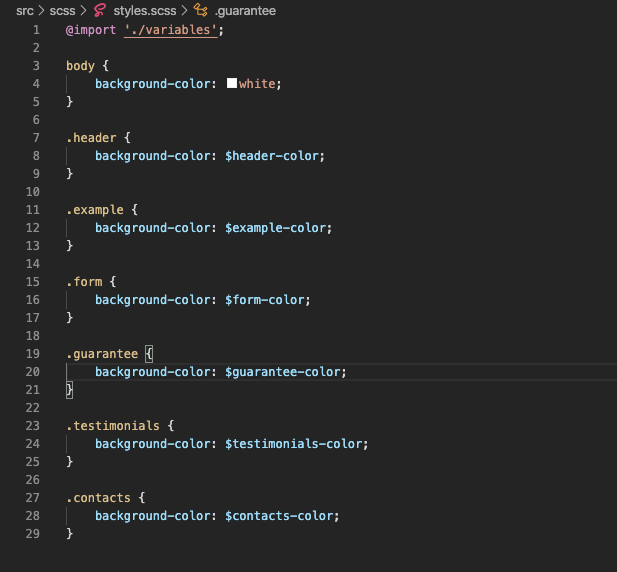 src > scss > styles.scss > .guarantee
1 @import './variables';
2
3 body {
4 background-color: white;
5 }
6
7 .header {
8 background-color: $header-color;
9 }
10
11 .example {
12 background-color: $example-color;
13 }
14
15 .form {
16 background-color: $form-color;
17 }
18
19 .guarantee {
20 background-color: $guarantee-color;
21 }
22
23 .testimonials {
24 background-color: $testimonials-color;
25 }
26
27 .contacts {
28 background-color: $contacts-color;
29 }